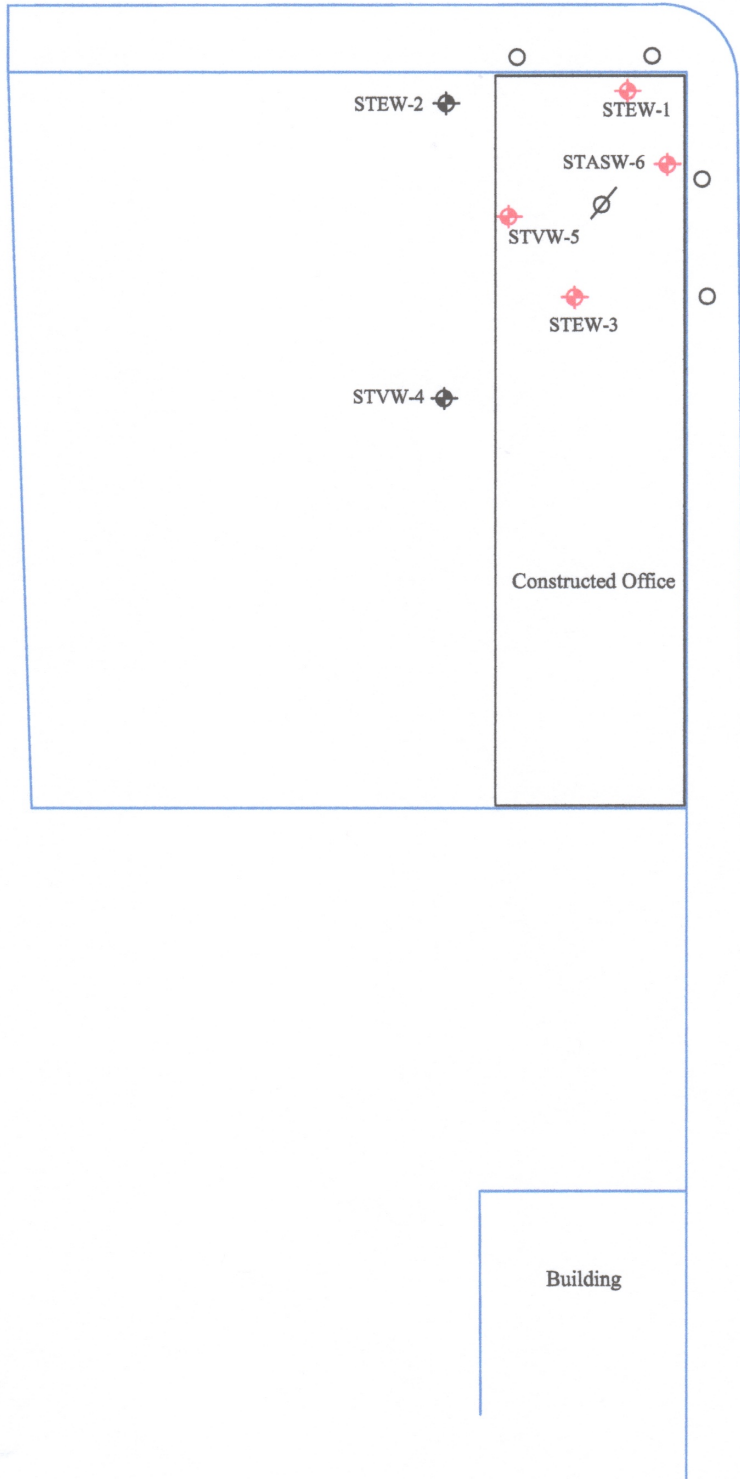 STEW-2
STEW-1
STASW-6
STVW-5
STEW-3
STVW-4
Constructed Office
Building